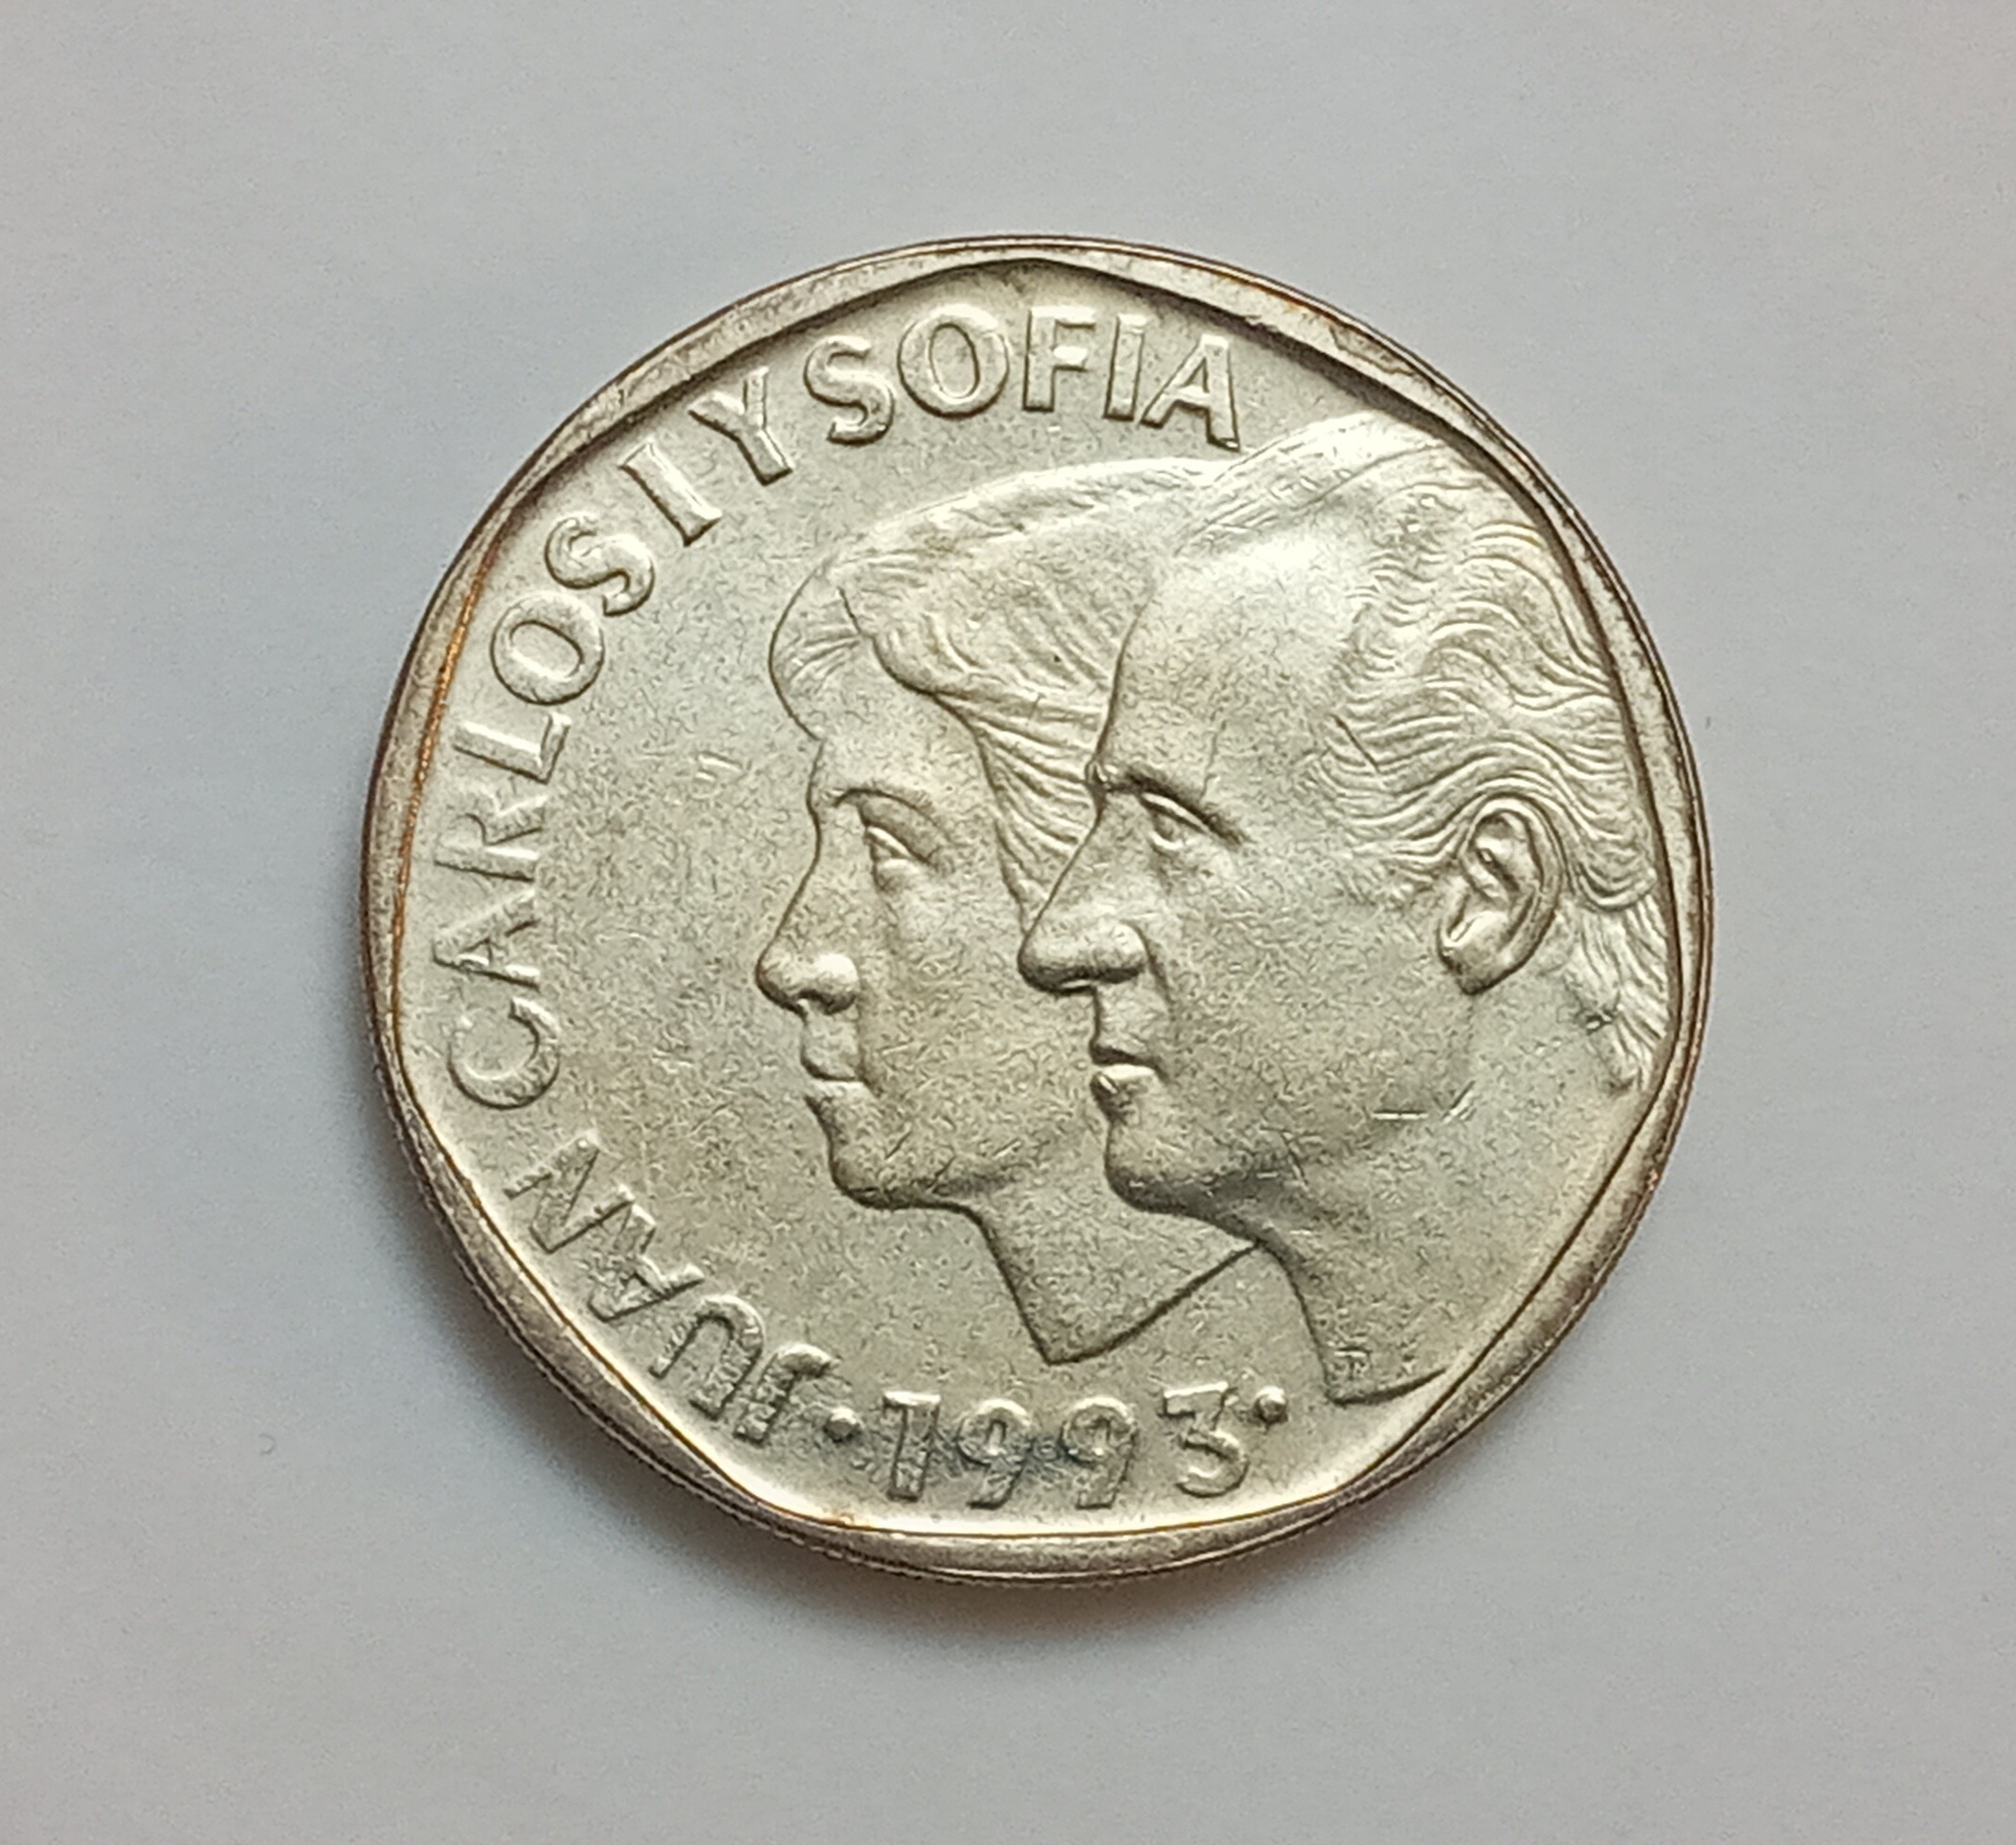 JUAN CARLOS I Y SOFIA
·1993·